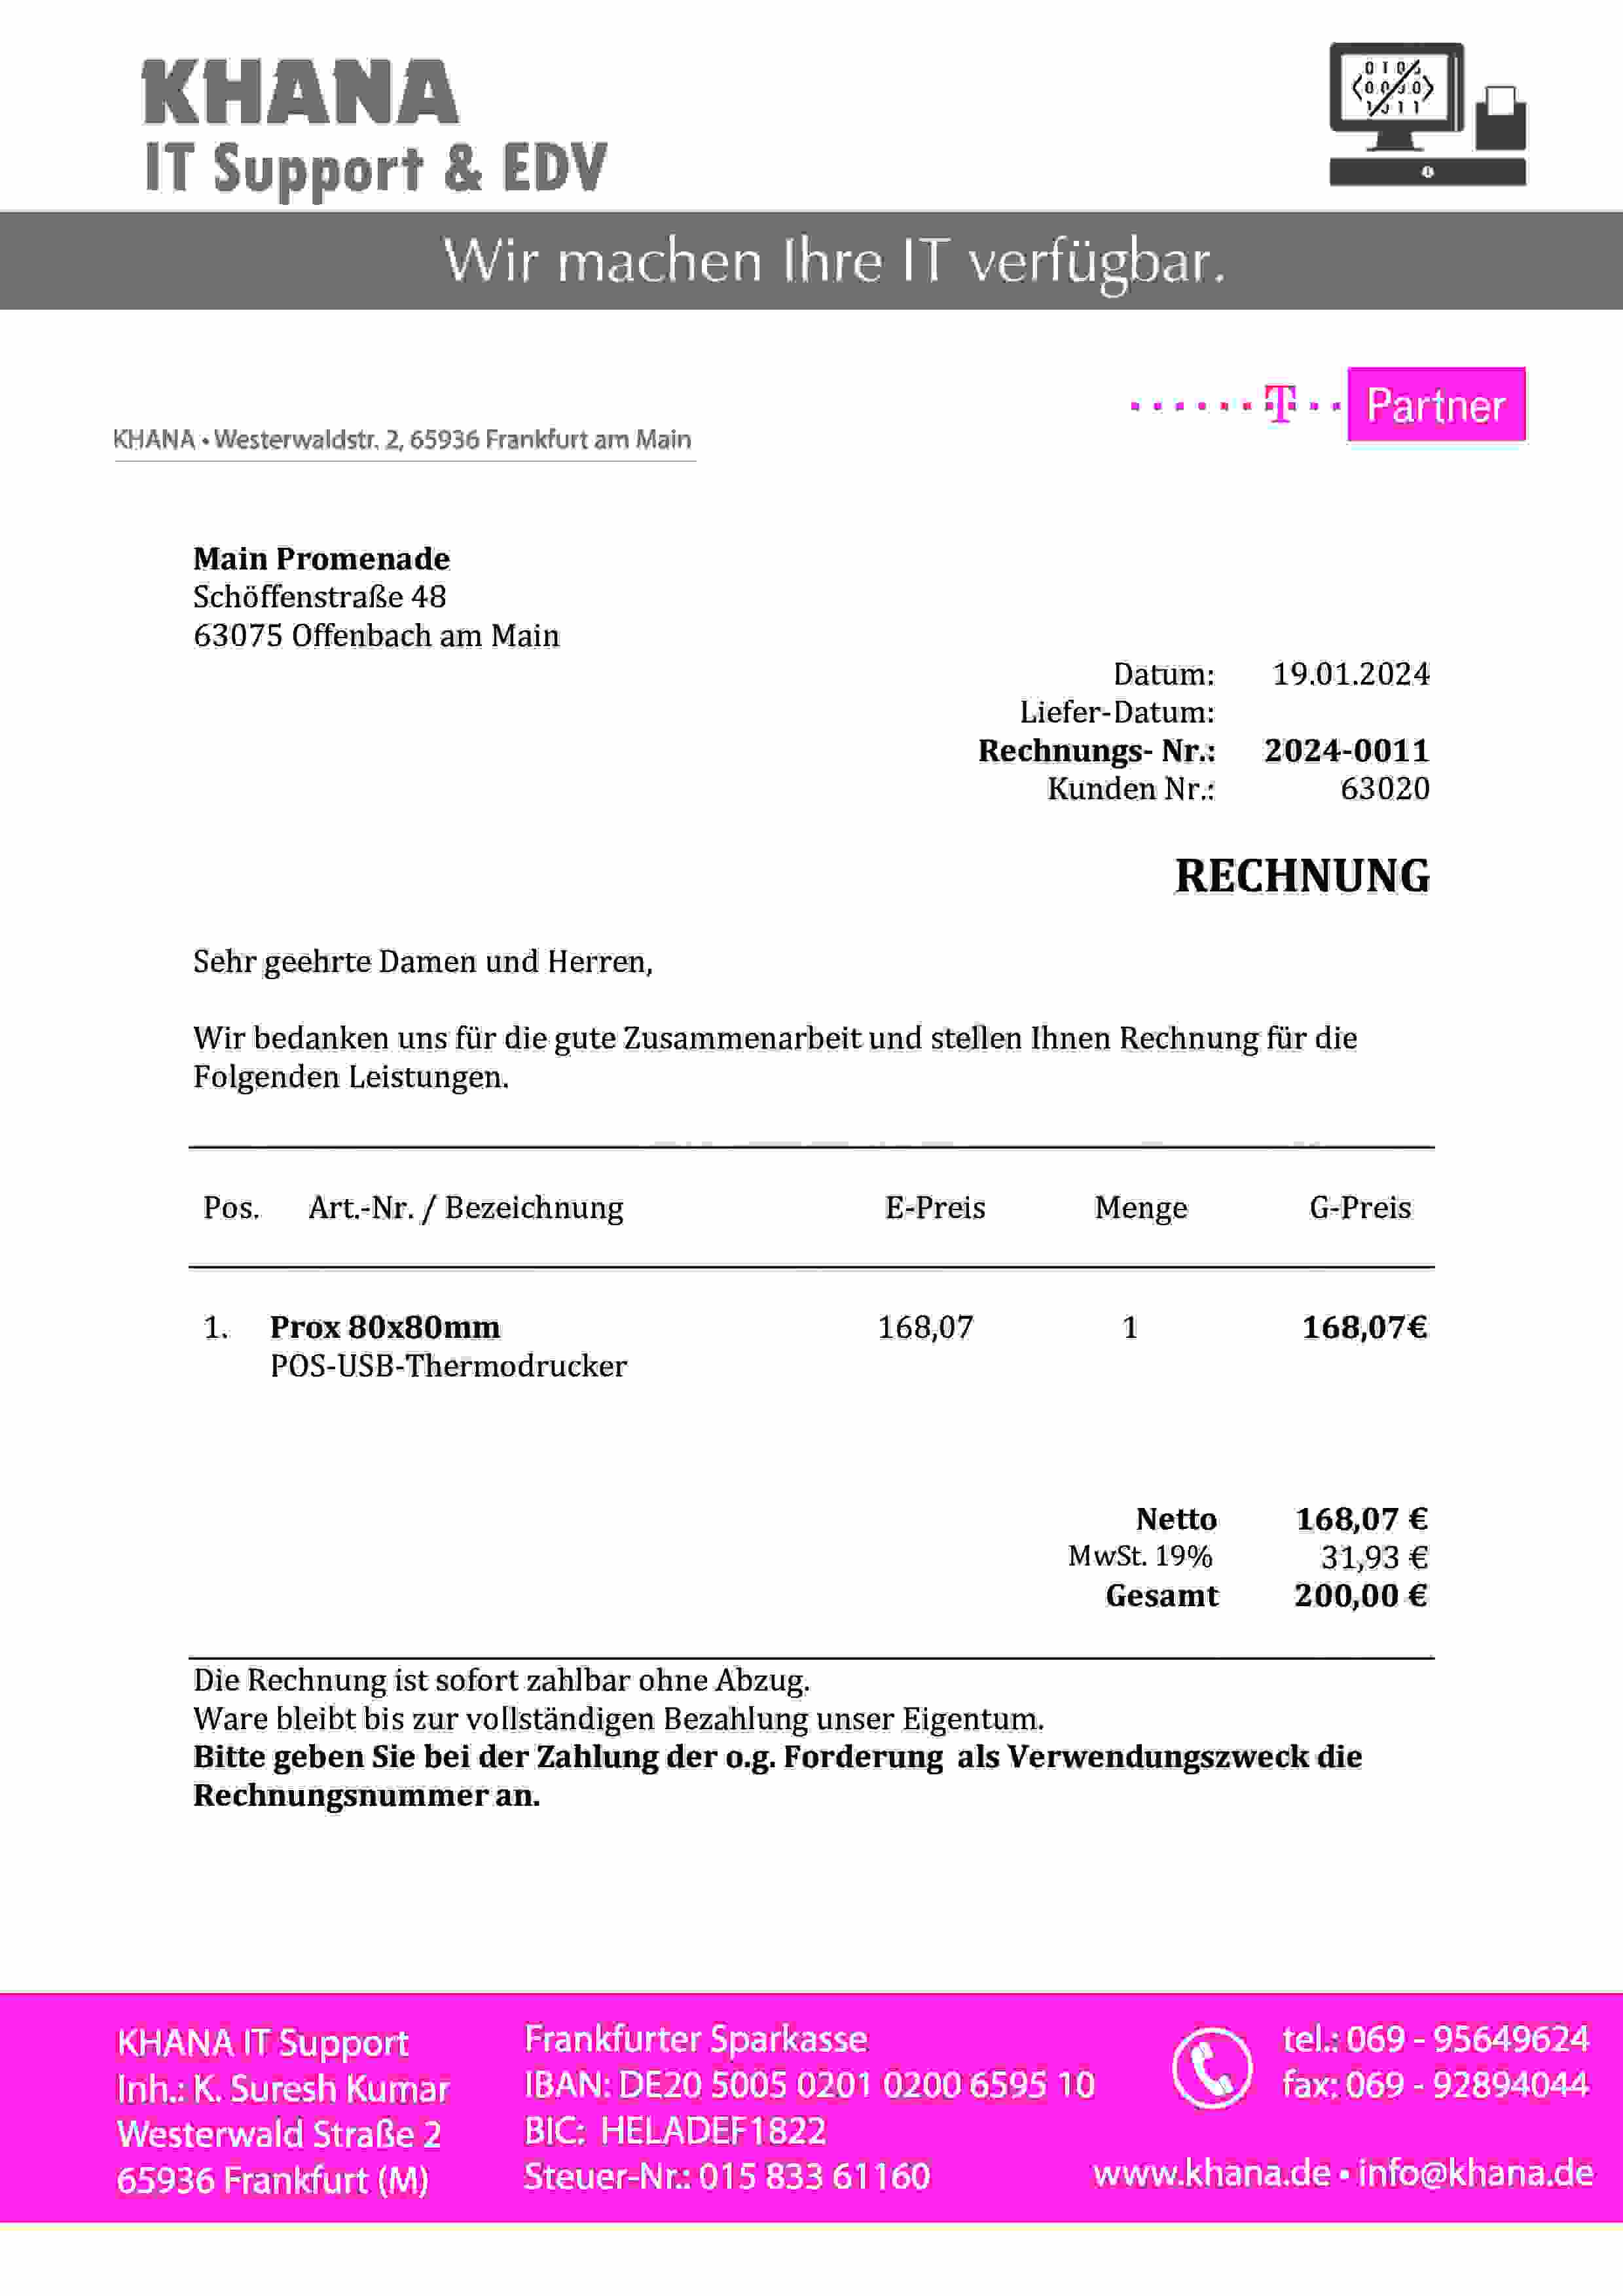 KHANA
IT Support & EDV
Wir machen Ihre IT verfügbar.
T Partner
KHANA • Westerwaldstr. 2, 65936 Frankfurt am Main
Main Promenade
Schöffenstraße 48
63075 Offenbach am Main
Datum: 19.01.2024
Liefer-Datum:
Rechnungs- Nr.: 2024-0011
Kunden Nr.: 63020
RECHNUNG
Sehr geehrte Damen und Herren,
Wir bedanken uns für die gute Zusammenarbeit und stellen Ihnen Rechnung für die
Folgenden Leistungen.
Pos. Art.-Nr. / Bezeichnung E-Preis Menge G-Preis
1. Prox 80x80mm 168,07 1 168,07€
POS-USB-Thermodrucker
Netto 168,07 €
MwSt. 19% 31,93 €
Gesamt 200,00 €
Die Rechnung ist sofort zahlbar ohne Abzug.
Ware bleibt bis zur vollständigen Bezahlung unser Eigentum.
Bitte geben Sie bei der Zahlung der o.g. Forderung als Verwendungszweck die
Rechnungsnummer an.
KHANA IT Support
Inh.: K. Suresh Kumar
Westerwald Straße 2
65936 Frankfurt (M)
Frankfurter Sparkasse
IBAN: DE20 5005 0201 0200 6595 10
BIC: HELADEF1822
Steuer-Nr.: 015 833 61160
tel.: 069 - 95649624
fax: 069 - 92894044
www.khana.de • info@khana.de